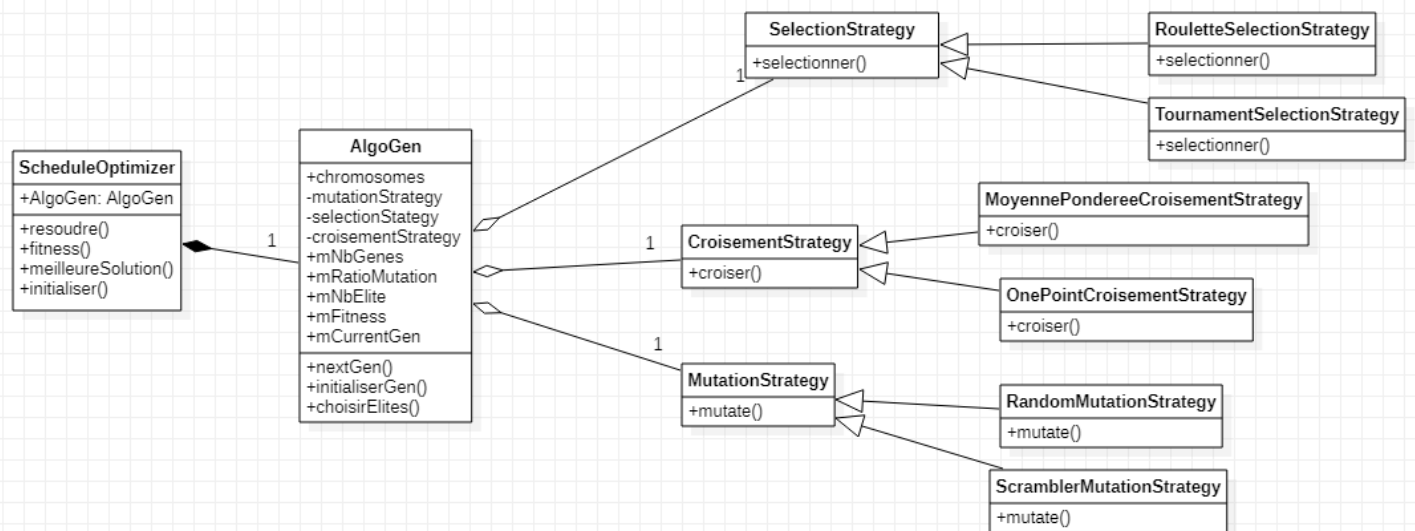 ScheduleOptimizer
+AlgoGen: AlgoGen
+resoudre()
+fitness()
+meilleureSolution()
+initialiser()
1
AlgoGen
+chromosomes
-mutationStrategy
-selectionStategy
-croisementStrategy
+mNbGenes
+mRatioMutation
+mNbElite
+mFitness
+mCurrentGen
+nextGen()
+initialiserGen()
+choisirElites()
1
SelectionStrategy
+selectionner()
RouletteSelectionStrategy
+selectionner()
TournamentSelectionStrategy
+selectionner()
1
CroisementStrategy
+croiser()
MoyennePondereeCroisementStrategy
+croiser()
OnePointCroisementStrategy
+croiser()
1
MutationStrategy
+mutate()
RandomMutationStrategy
+mutate()
ScramblerMutationStrategy
+mutate()